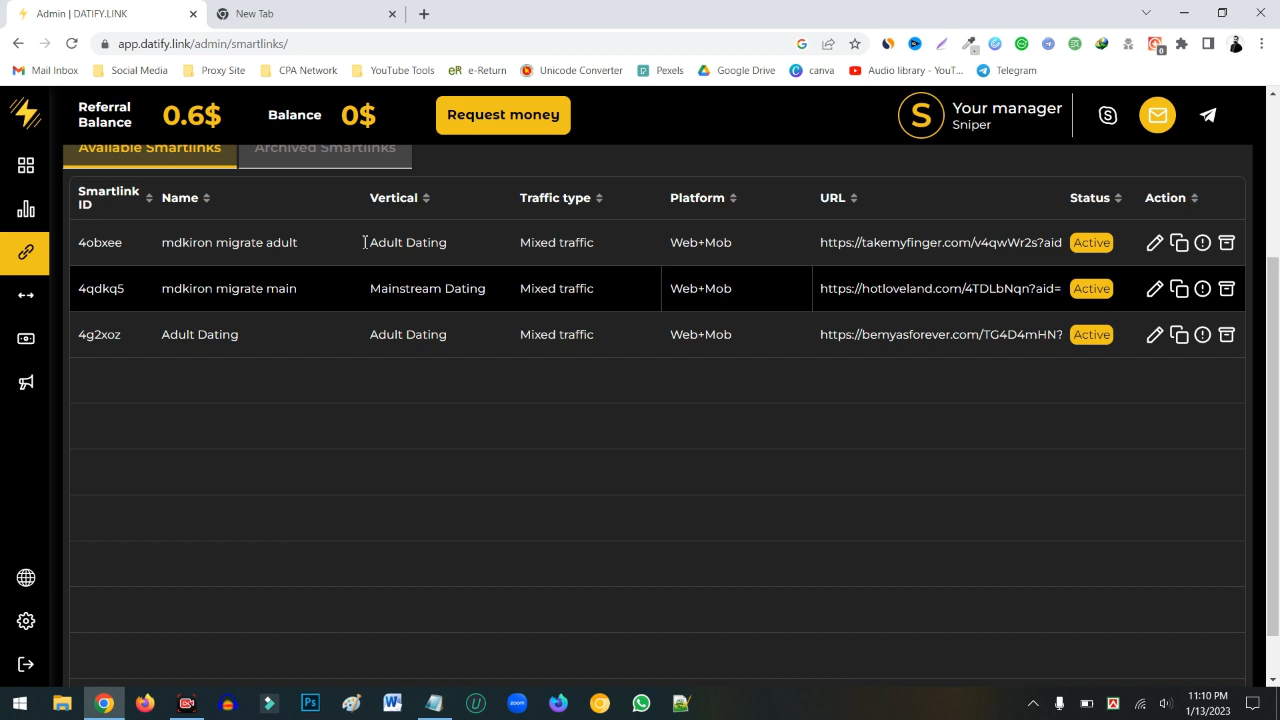 Admin | DATIFY.LINK
New Tab
app.datify.link/admin/smartlinks/
Mail Inbox
Social Media
Proxy Site
CPA Network
YouTube Tools
eR e-Return
Unicode Converter
Pexels
Google Drive
canva
Audio library - YouT...
Telegram
Referral Balance 0.6$
Balance 0$
Request money
S
Your manager
Sniper
Available Smartlinks
Archived Smartlinks
Smartlink ID Name Vertical Traffic type Platform URL Status Action
4obxee mdkiron migrate adult Adult Dating Mixed traffic Web+Mob https://takemyfinger.com/v4qwWr2s?aid Active
4qdkq5 mdkiron migrate main Mainstream Dating Mixed traffic Web+Mob https://hotloveland.com/4TDLbNqn?aid= Active
4g2xoz Adult Dating Adult Dating Mixed traffic Web+Mob https://bemyasforever.com/TG4D4mHN? Active
11:10 PM
1/13/2023